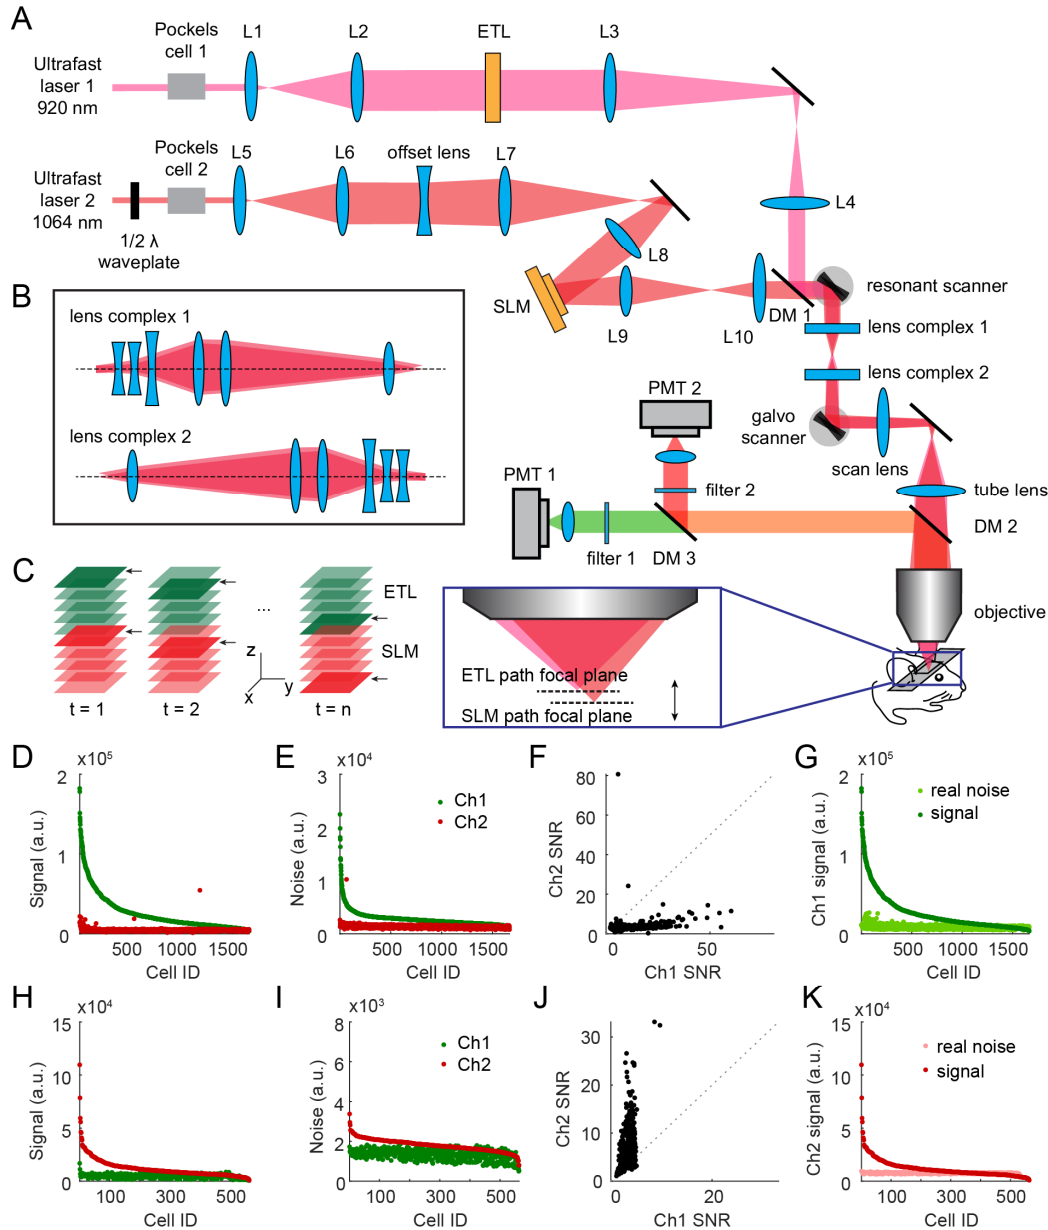 A
Ultrafast
laser 1
920 nm
Pockels
cell 1
L1
L2
ETL
L3
L4
Ultrafast
laser 2
1064 nm
1/2 λ
waveplate
Pockels
cell 2
L5
L6
offset lens
L7
L8
SLM
L9
L10
DM 1
resonant scanner
lens complex 1
lens complex 2
galvo
scanner
scan lens
tube lens
DM 2
objective
PMT 2
filter 2
PMT 1
filter 1
DM 3
B
lens complex 1
lens complex 2
C
ETL
SLM
...
z
x
y
t = 1
t = 2
t = n
ETL path focal plane
SLM path focal plane
D
x10⁵
Signal (a.u.)
2
1
0
500
1000
1500
Cell ID
E
x10⁴
Noise (a.u.)
3
2
1
0
Ch1
Ch2
500
1000
1500
Cell ID
F
Ch2 SNR
80
60
40
20
0
0
50
Ch1 SNR
G
x10⁵
Ch1 signal (a.u.)
2
1
0
real noise
signal
500
1000
1500
Cell ID
H
x10⁴
Signal (a.u.)
15
10
5
0
100
300
500
Cell ID
I
x10³
Noise (a.u.)
8
6
4
2
0
Ch1
Ch2
100
300
500
Cell ID
J
Ch2 SNR
30
20
10
0
0
20
Ch1 SNR
K
x10⁴
Ch2 signal (a.u.)
15
10
5
0
real noise
signal
100
300
500
Cell ID